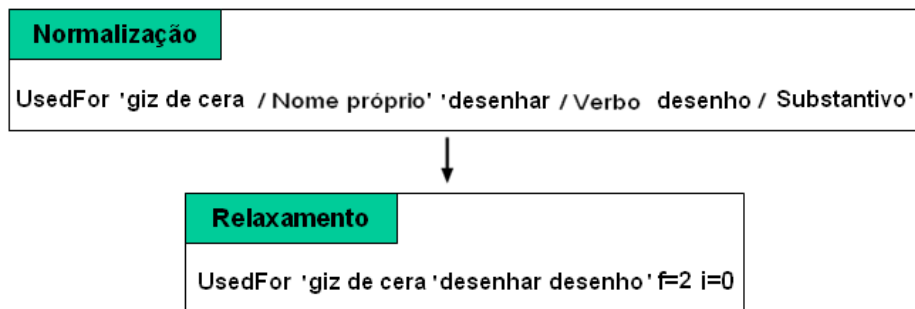 Normalização
UsedFor 'giz de cera / Nome próprio' 'desenhar / Verbo desenho / Substantivo'
Relaxamento
UsedFor 'giz de cera 'desenhar desenho' f=2 i=0